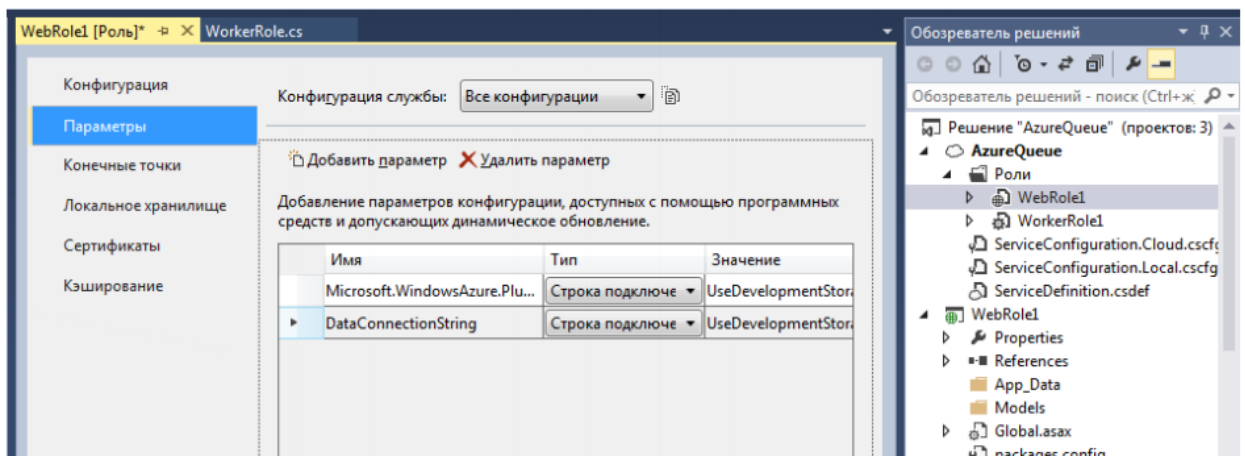 WebRole1 [Роль]* WorkerRole.cs
Конфигурация
Параметры
Конечные точки
Локальное хранилище
Сертификаты
Кэширование
Конфигурация службы: Все конфигурации
Добавить параметр Удалить параметр
Добавление параметров конфигурации, доступных с помощью программных
средств и допускающих динамическое обновление.
Имя Тип Значение
Microsoft.WindowsAzure.Plu... Строка подключе UseDevelopmentStor
DataConnectionString Строка подключе UseDevelopmentStor
Обозреватель решений
Обозреватель решений - поиск (Ctrl+ж
Решение "AzureQueue" (проектов: 3)
AzureQueue
Роли
WebRole1
WorkerRole1
ServiceConfiguration.Cloud.cscfg
ServiceConfiguration.Local.cscfg
ServiceDefinition.csdef
WebRole1
Properties
References
App_Data
Models
Global.asax
packages.config